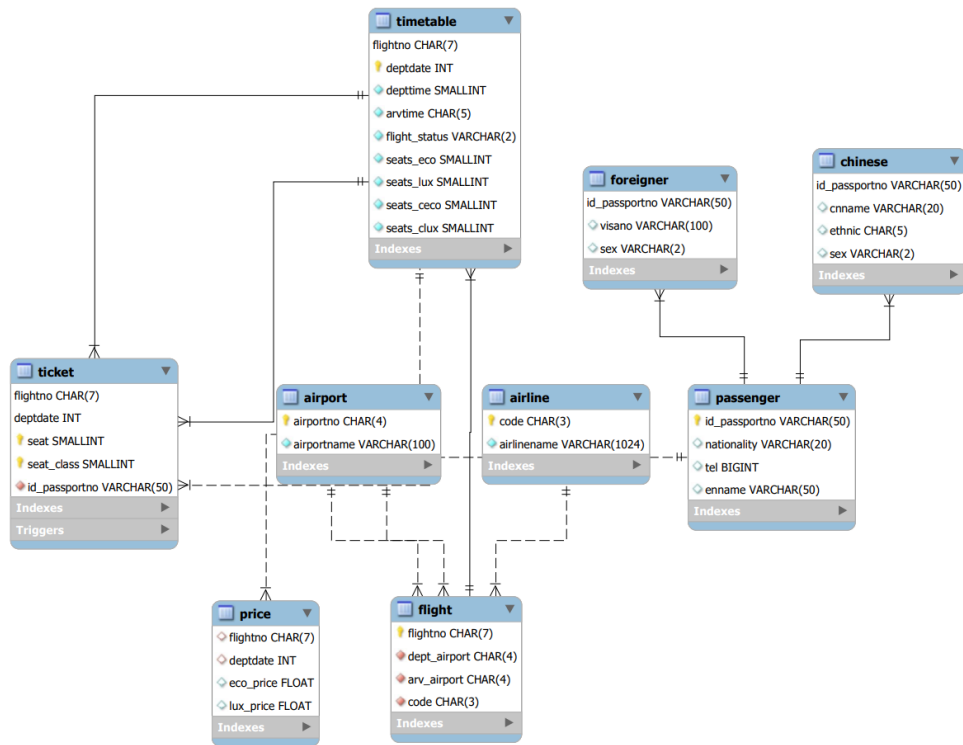 timetable
flightno CHAR(7)
deptdate INT
depttime SMALLINT
arvtime CHAR(5)
flight_status VARCHAR(2)
seats_eco SMALLINT
seats_lux SMALLINT
seats_ceco SMALLINT
seats_clux SMALLINT
Indexes
foreigner
id_passportno VARCHAR(50)
visano VARCHAR(100)
sex VARCHAR(2)
Indexes
chinese
id_passportno VARCHAR(50)
cnname VARCHAR(20)
ethnic CHAR(5)
sex VARCHAR(2)
Indexes
ticket
flightno CHAR(7)
deptdate INT
seat SMALLINT
seat_class SMALLINT
id_passportno VARCHAR(50)
Indexes
Triggers
airport
airportno CHAR(4)
airportname VARCHAR(100)
Indexes
airline
code CHAR(3)
airlinename VARCHAR(1024)
Indexes
passenger
id_passportno VARCHAR(50)
nationality VARCHAR(20)
tel BIGINT
enname VARCHAR(50)
Indexes
price
flightno CHAR(7)
deptdate INT
eco_price FLOAT
lux_price FLOAT
Indexes
flight
flightno CHAR(7)
dept_airport CHAR(4)
arv_airport CHAR(4)
code CHAR(3)
Indexes